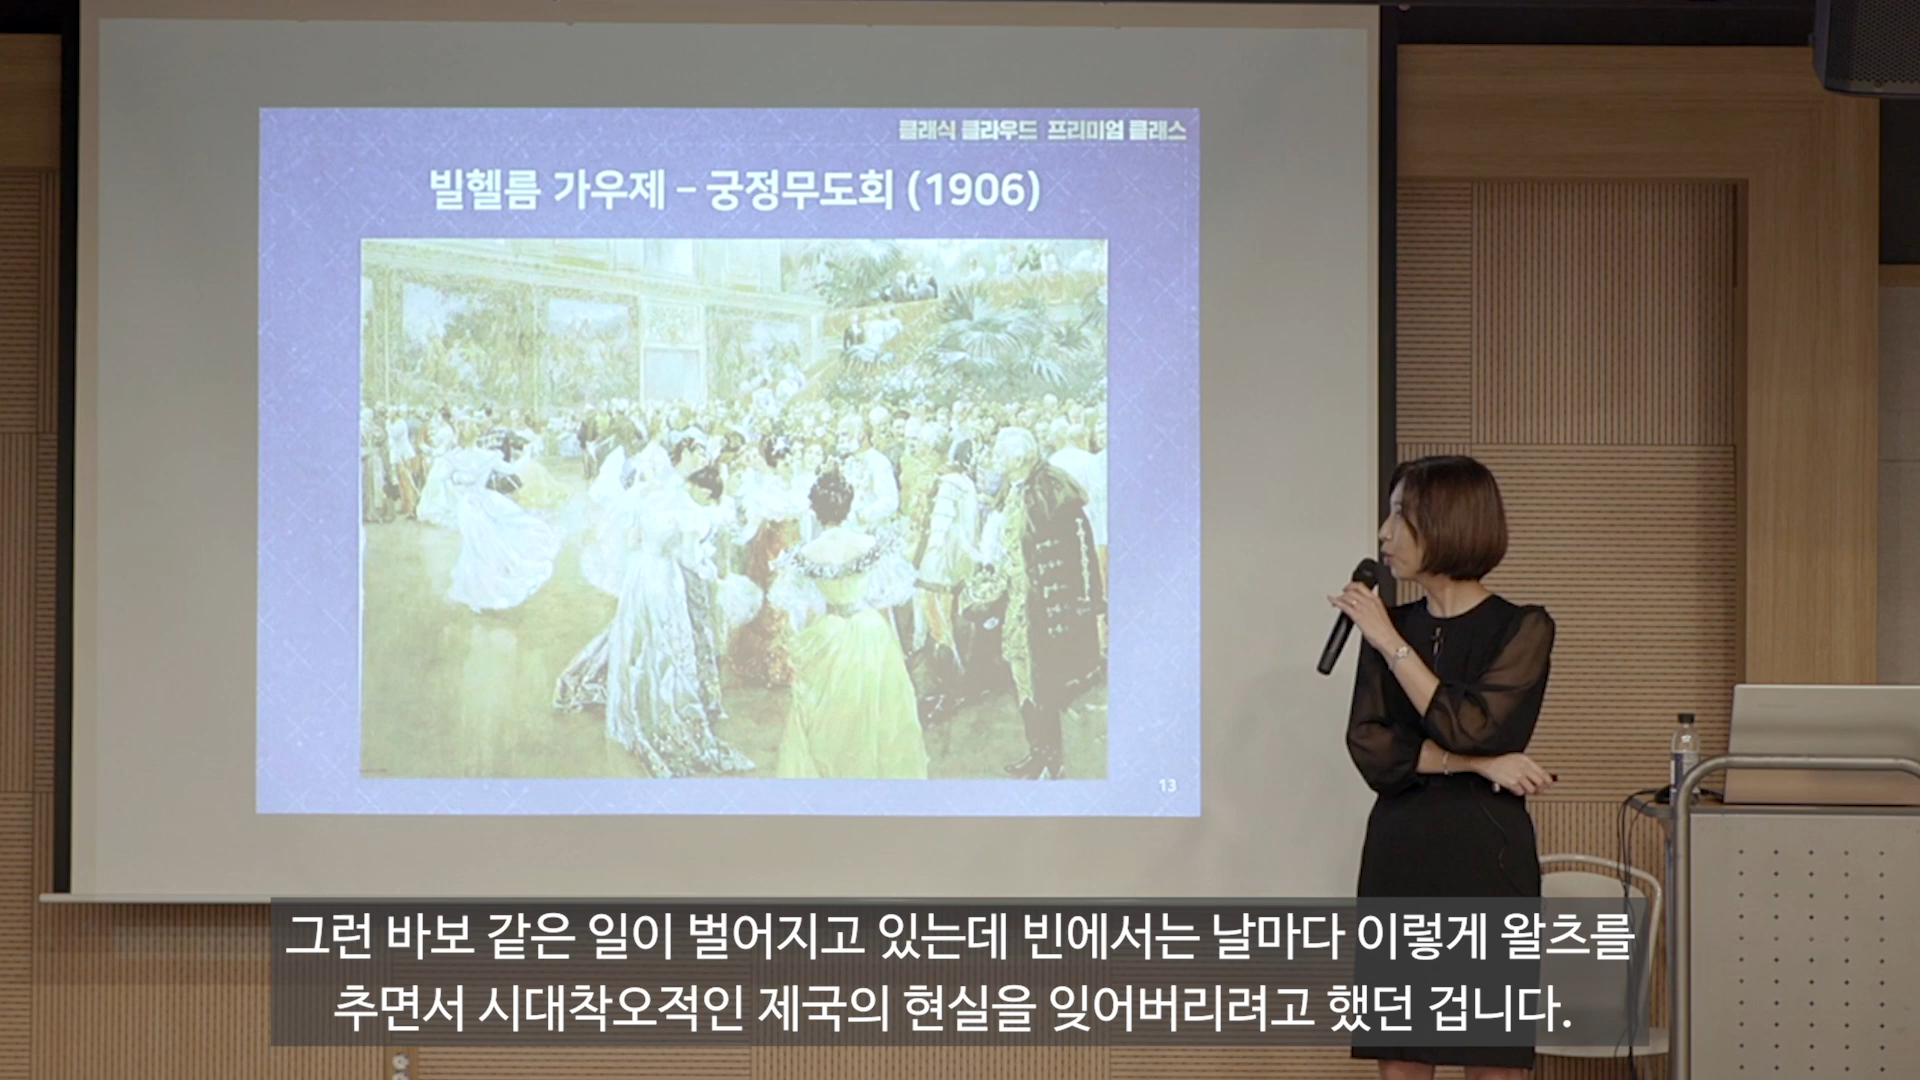 클래식 클라우드 프리미엄 클래스
빌헬름 가우제 – 궁정무도회 (1906)
13
그런 바보 같은 일이 벌어지고 있는데 빈에서는 날마다 이렇게 왈츠를
추면서 시대착오적인 제국의 현실을 잊어버리려고 했던 겁니다.